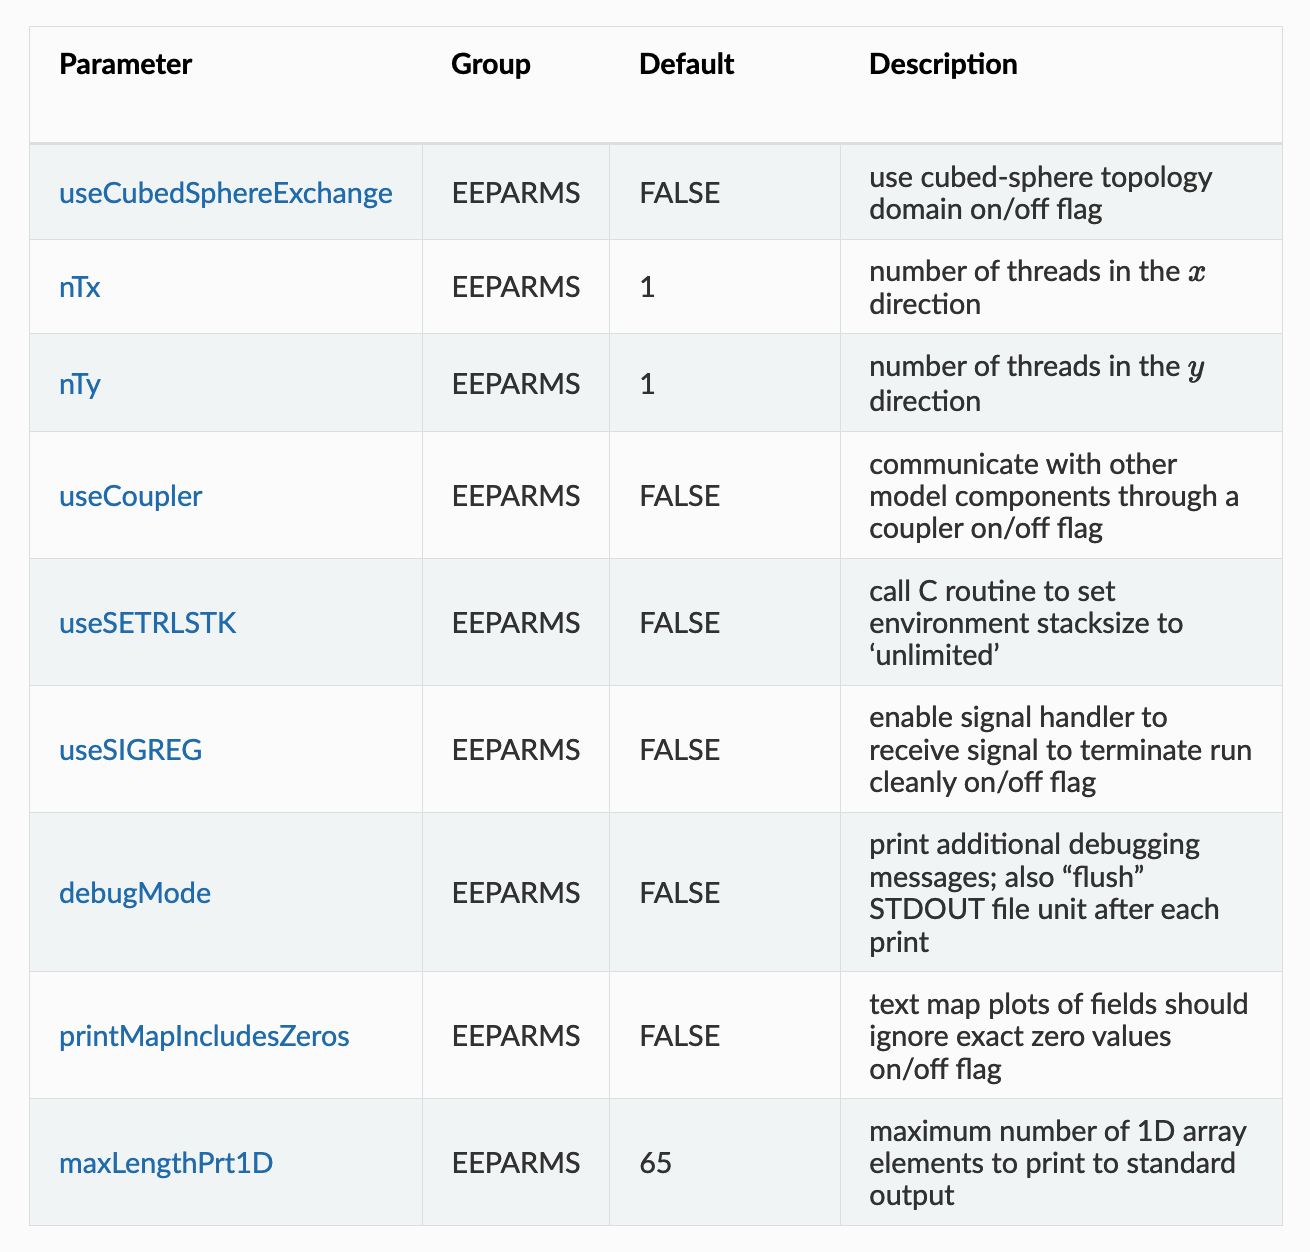 Parameter Group Default Description
useCubedSphereExchange EEPARMS FALSE use cubed-sphere topology
domain on/off flag
nTx EEPARMS 1 number of threads in the x
direction
nTy EEPARMS 1 number of threads in the y
direction
useCoupler EEPARMS FALSE communicate with other
model components through a
coupler on/off flag
useSETRLSTK EEPARMS FALSE call C routine to set
environment stacksize to
‘unlimited’
useSIGREG EEPARMS FALSE enable signal handler to
receive signal to terminate run
cleanly on/off flag
debugMode EEPARMS FALSE print additional debugging
messages; also “flush”
STDOUT file unit after each
print
printMapIncludesZeros EEPARMS FALSE text map plots of fields should
ignore exact zero values
on/off flag
maxLengthPrt1D EEPARMS 65 maximum number of 1D array
elements to print to standard
output